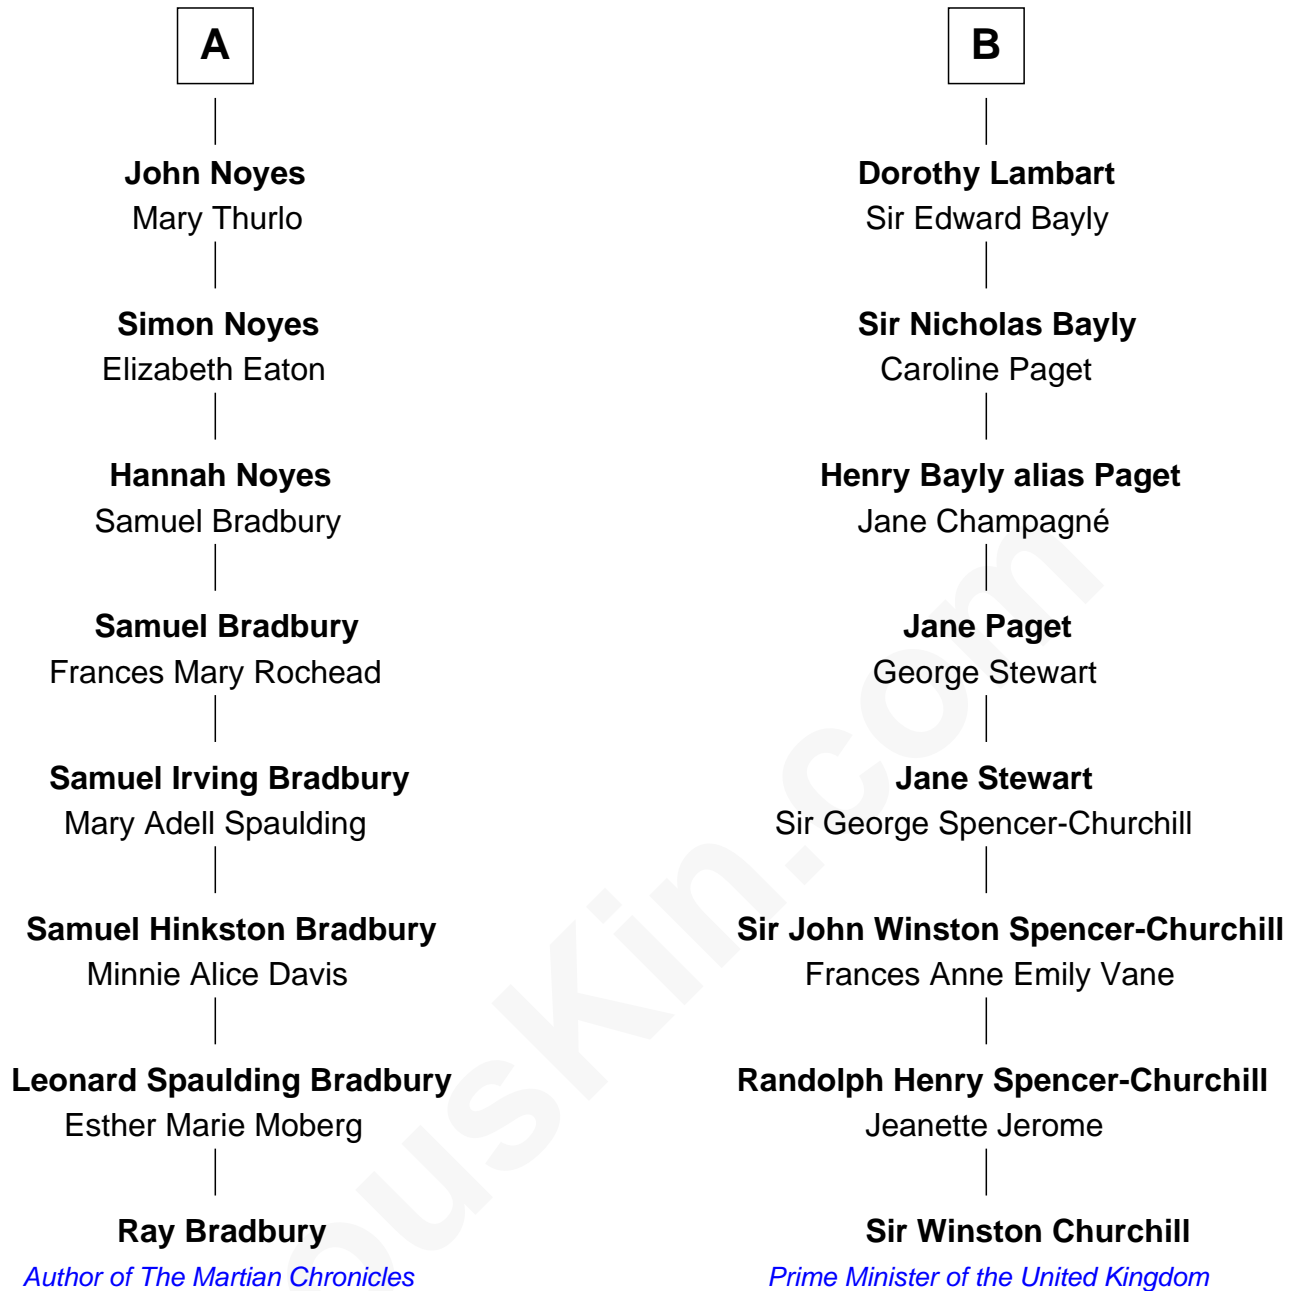 A
John Noyes
Mary Thurlo
Simon Noyes
Elizabeth Eaton
Hannah Noyes
Samuel Bradbury
Samuel Bradbury
Frances Mary Rochead
Samuel Irving Bradbury
Mary Adell Spaulding
Samuel Hinkston Bradbury
Minnie Alice Davis
Leonard Spaulding Bradbury
Esther Marie Moberg
Ray Bradbury
Author of The Martian Chronicles
B
Dorothy Lambart
Sir Edward Bayly
Sir Nicholas Bayly
Caroline Paget
Henry Bayly alias Paget
Jane Champagné
Jane Paget
George Stewart
Jane Stewart
Sir George Spencer-Churchill
Sir John Winston Spencer-Churchill
Frances Anne Emily Vane
Randolph Henry Spencer-Churchill
Jeanette Jerome
Sir Winston Churchill
Prime Minister of the United Kingdom
ousKin.com